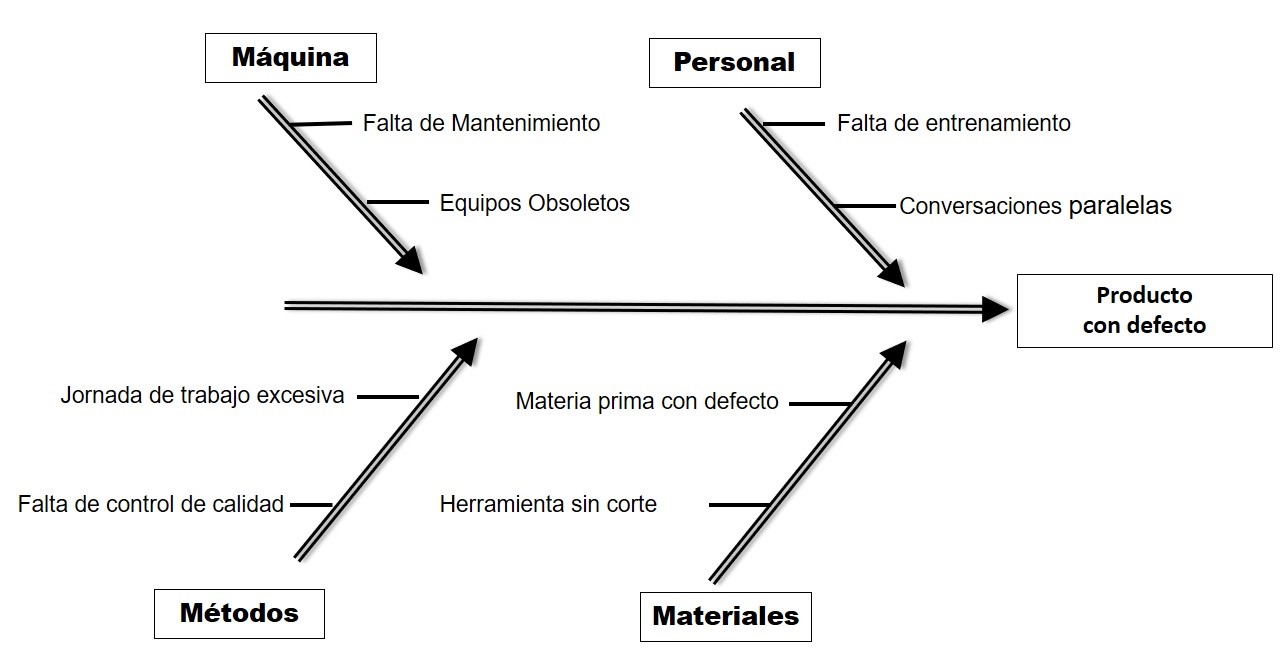 Máquina
Personal
Falta de Mantenimiento
Falta de entrenamiento
Equipos Obsoletos
Conversaciones paralelas
Producto
con defecto
Jornada de trabajo excesiva
Materia prima con defecto
Falta de control de calidad
Herramienta sin corte
Métodos
Materiales